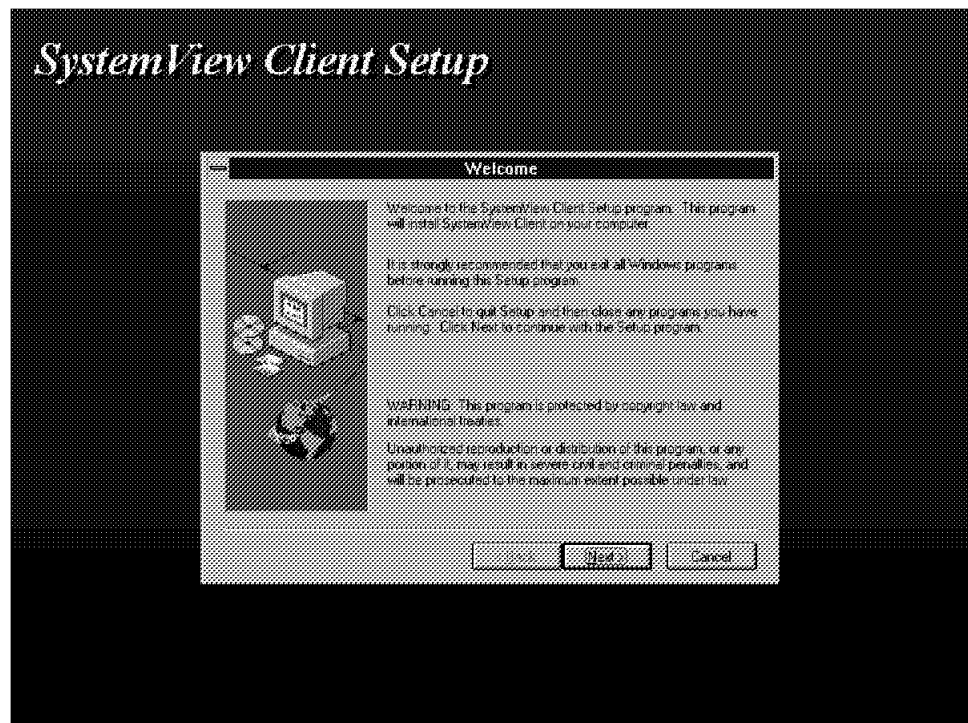 SystemView Client Setup
Welcome
Welcome to the SystemView Client Setup program. This program
will install SystemView Client on your computer.
It is strongly recommended that you exit all Windows programs
before running this Setup program.
Click Cancel to quit Setup and then close any programs you have
running. Click Next to continue with the Setup program.
WARNING: This program is protected by copyright law and
international treaties.
Unauthorized reproduction or distribution of this program, or any
portion of it, may result in severe civil and criminal penalties, and
will be prosecuted to the maximum extent possible under law.
< Back
Next >
Cancel